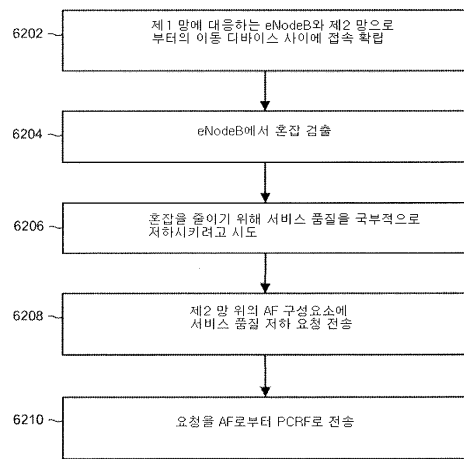 6202
제1 망에 대응하는 eNodeB와 제2 망으로
부터의 이동 디바이스 사이에 접속 확립
6204
eNodeB에서 혼잡 검출
6206
혼잡을 줄이기 위해 서비스 품질을 국부적으로
저하시키려고 시도
6208
제2 망 위의 AF 구성요소에
서비스 품질 저하 요청 전송
6210
요청을 AF로부터 PCRF로 전송